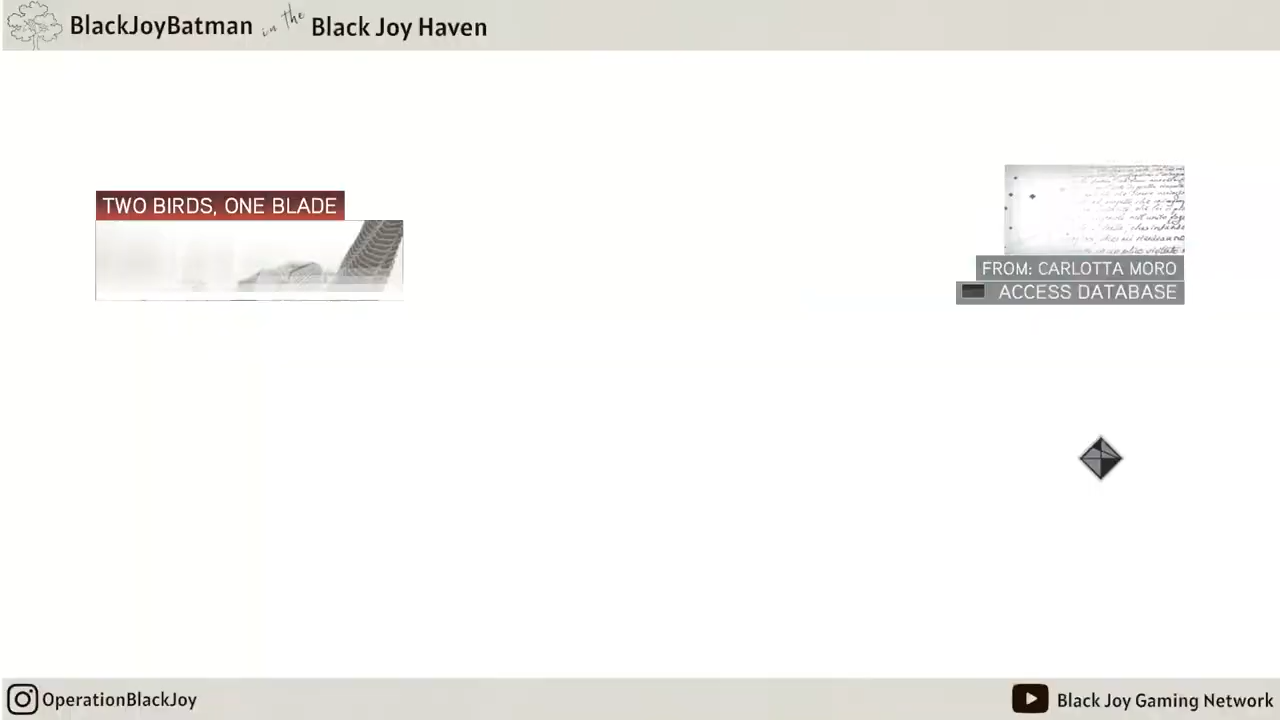 BlackJoyBatman in the Black Joy Haven
TWO BIRDS, ONE BLADE
FROM: CARLOTTA MORO
ACCESS DATABASE
OperationBlackJoy
Black Joy Gaming Network